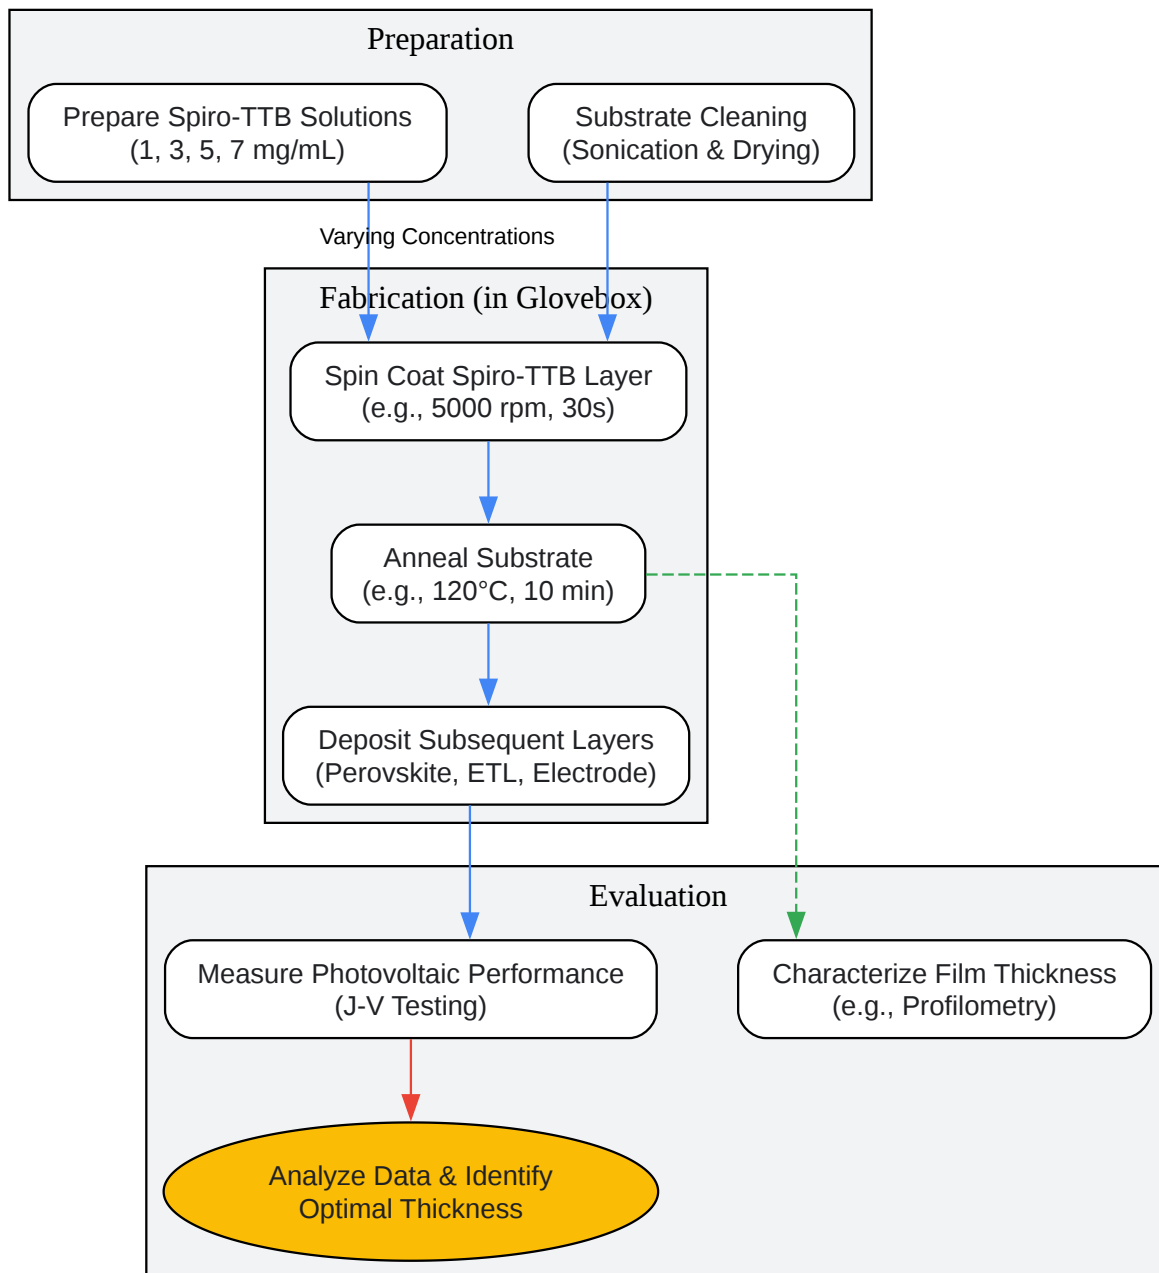 Preparation
Prepare Spiro-TTB Solutions
(1, 3, 5, 7 mg/mL)
Substrate Cleaning
(Sonication & Drying)
Varying Concentrations
Fabrication (in Glovebox)
Spin Coat Spiro-TTB Layer
(e.g., 5000 rpm, 30s)
Anneal Substrate
(e.g., 120°C, 10 min)
Deposit Subsequent Layers
(Perovskite, ETL, Electrode)
Evaluation
Measure Photovoltaic Performance
(J-V Testing)
Characterize Film Thickness
(e.g., Profilometry)
Analyze Data & Identify
Optimal Thickness